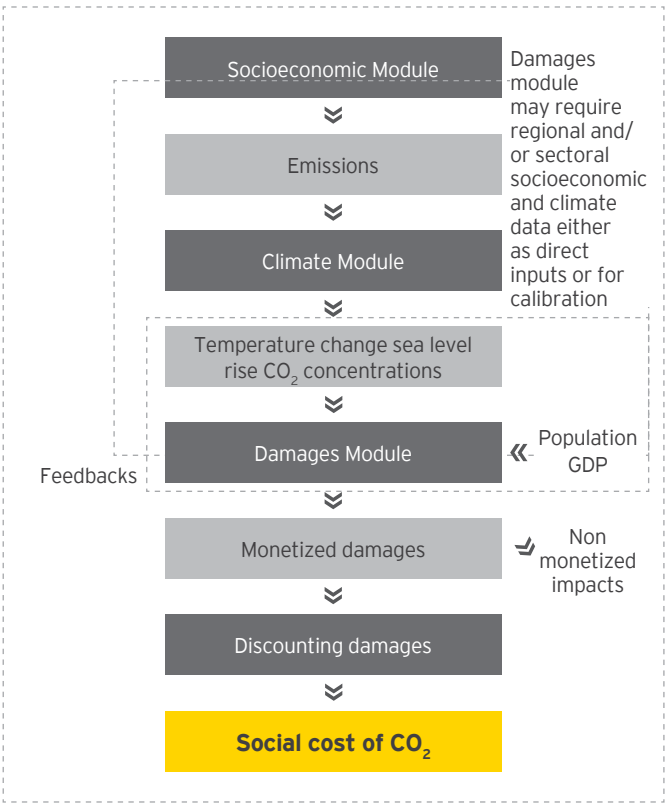 Socioeconomic Module
Damages
module
may require
regional and/
or sectoral
socioeconomic
and climate
data either
as direct
inputs or for
calibration
Emissions
Climate Module
Temperature change sea level
rise CO₂ concentrations
Damages Module
Population
GDP
Feedbacks
Monetized damages
Non
monetized
impacts
Discounting damages
Social cost of CO₂